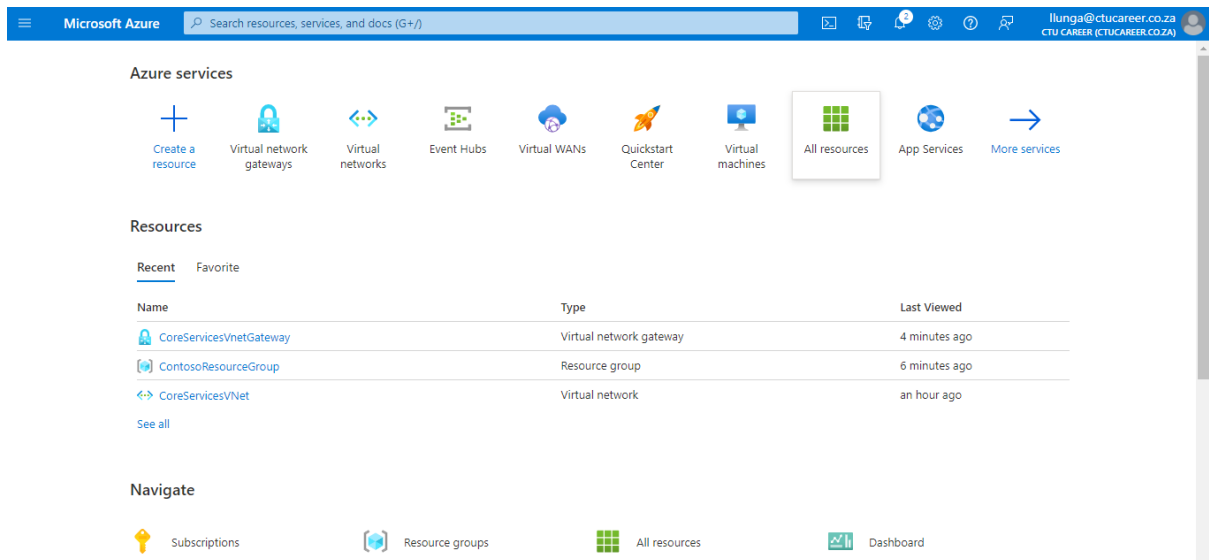 Microsoft Azure
Search resources, services, and docs (G+/)
2
llunga@ctucareer.co.za
CTU CAREER (CTUCAREER.CO.ZA)
Azure services
Create a resource
Virtual network gateways
Virtual networks
Event Hubs
Virtual WANs
Quickstart Center
Virtual machines
All resources
App Services
More services
Resources
Recent Favorite
Name Type Last Viewed
CoreServicesVnetGateway Virtual network gateway 4 minutes ago
ContosoResourceGroup Resource group 6 minutes ago
CoreServicesVNet Virtual network an hour ago
See all
Navigate
Subscriptions Resource groups All resources Dashboard